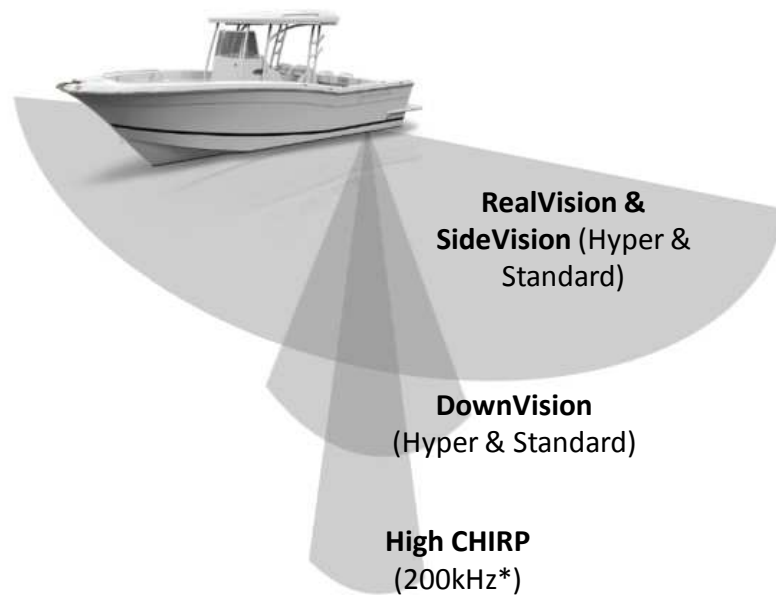 RealVision &
SideVision (Hyper &
Standard)
DownVision
(Hyper & Standard)
High CHIRP
(200kHz*)